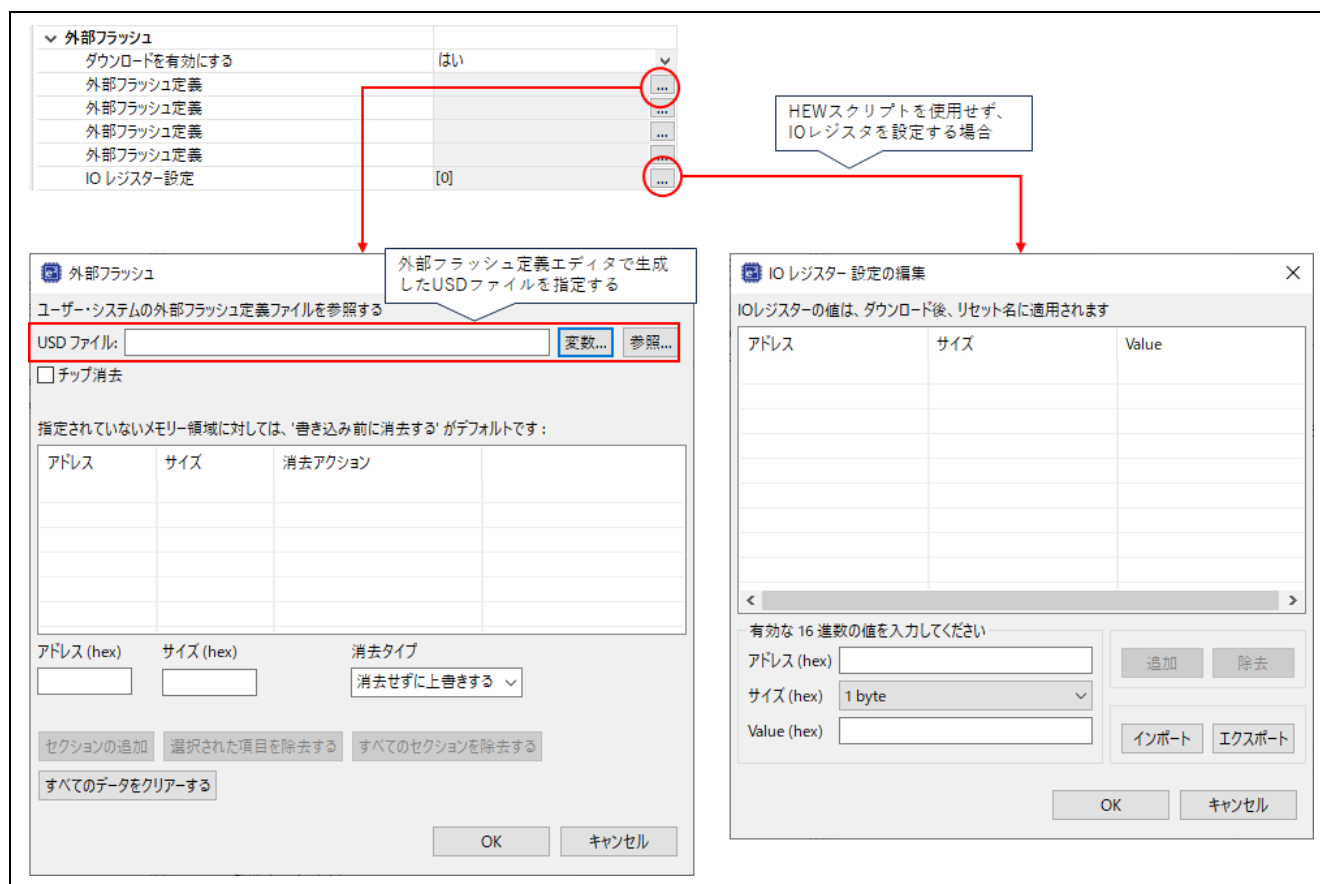 外部フラッシュ
ダウンロードを有効にする はい
外部フラッシュ定義 ...
外部フラッシュ定義 ...
外部フラッシュ定義 ...
外部フラッシュ定義 ...
IO レジスター設定 [0] ...
HEWスクリプトを使用せず、
IOレジスタを設定する場合
外部フラッシュ
外部フラッシュ定義エディタで生成
したUSDファイルを指定する
ユーザー・システムの外部フラッシュ定義ファイルを参照する
USD ファイル: 変数... 参照...
チップ消去
指定されていないメモリー領域に対しては、'書き込み前に消去する' がデフォルトです :
アドレス サイズ 消去アクション
アドレス (hex) サイズ (hex) 消去タイプ
消去せずに上書きする
セクションの追加 選択された項目を除去する すべてのセクションを除去する
すべてのデータをクリアーする
OK キャンセル
IO レジスター 設定の編集
IOレジスターの値は、ダウンロード後、リセット名に適用されます
アドレス サイズ Value
有効な 16 進数の値を入力してください
アドレス (hex) 追加 除去
サイズ (hex) 1 byte
Value (hex) インポート エクスポート
OK キャンセル